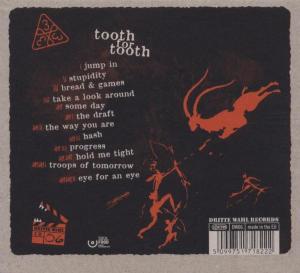 tooth
for
tooth
jump in
stupidity
bread & games
take a look around
some day
the draft
the way you are
hash
progress
hold me tight
troops of tomorrow
eye for an eye
DRITTE WAHL RECORDS
made in the EU